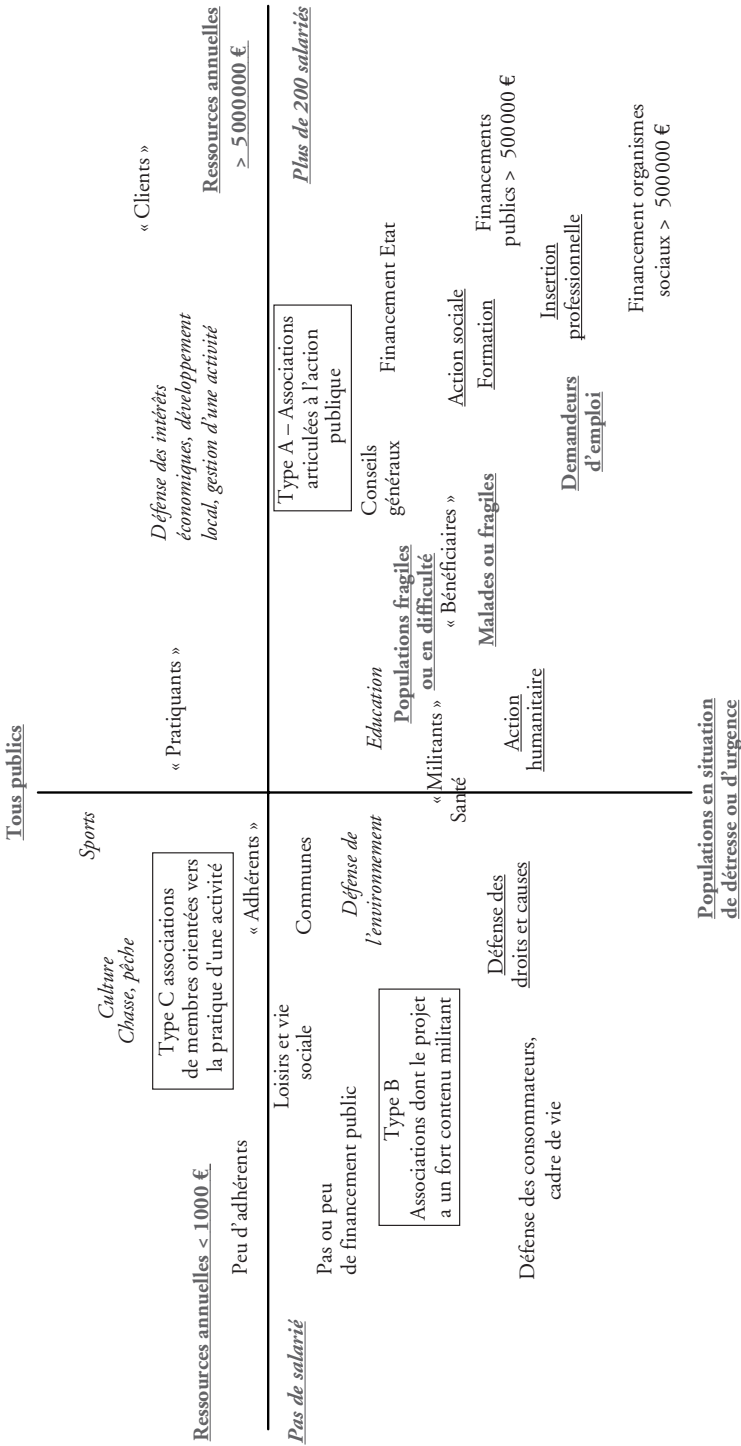 Tous publics
Sports
Culture
Chasse, pêche
« Pratiquants »
« Clients »
Défense des intérêts
économiques, développement
local, gestion d'une activité
Type C associations
de membres orientées vers
la pratique d'une activité
Ressources annuelles < 1000 €
Ressources annuelles
> 5 000000 €
Peu d'adhérents
« Adhérents »
Pas de salarié
Plus de 200 salariés
Loisirs et vie
sociale
Communes
Type A – Associations
articulées à l'action
publique
Pas ou peu
de financement public
Défense de
l'environnement
Education
Conseils
généraux
Financement Etat
Populations fragiles
ou en difficulté
Type B
Associations dont le projet
a un fort contenu militant
« Militants »
Santé
« Bénéficiaires »
Action sociale
Malades ou fragiles
Formation
Financements
publics > 500 000 €
Défense des
droits et causes
Action
humanitaire
Défense des consommateurs,
cadre de vie
Insertion
professionnelle
Demandeurs
d'emploi
Financement organismes
sociaux > 500 000 €
Populations en situation
de détresse ou d'urgence